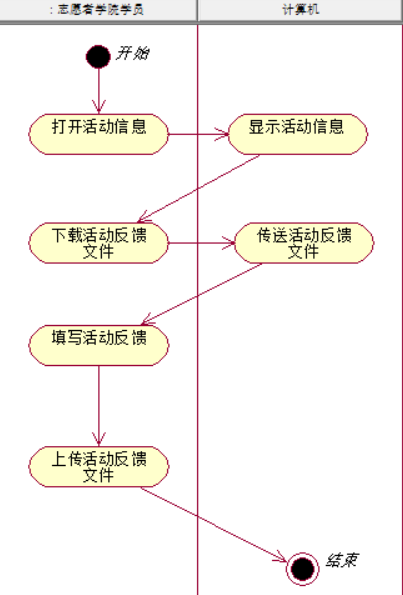 ：志愿者学院学员
计算机
开始
打开活动信息
显示活动信息
下载活动反馈
文件
传送活动反馈
文件
填写活动反馈
上传活动反馈
文件
结束